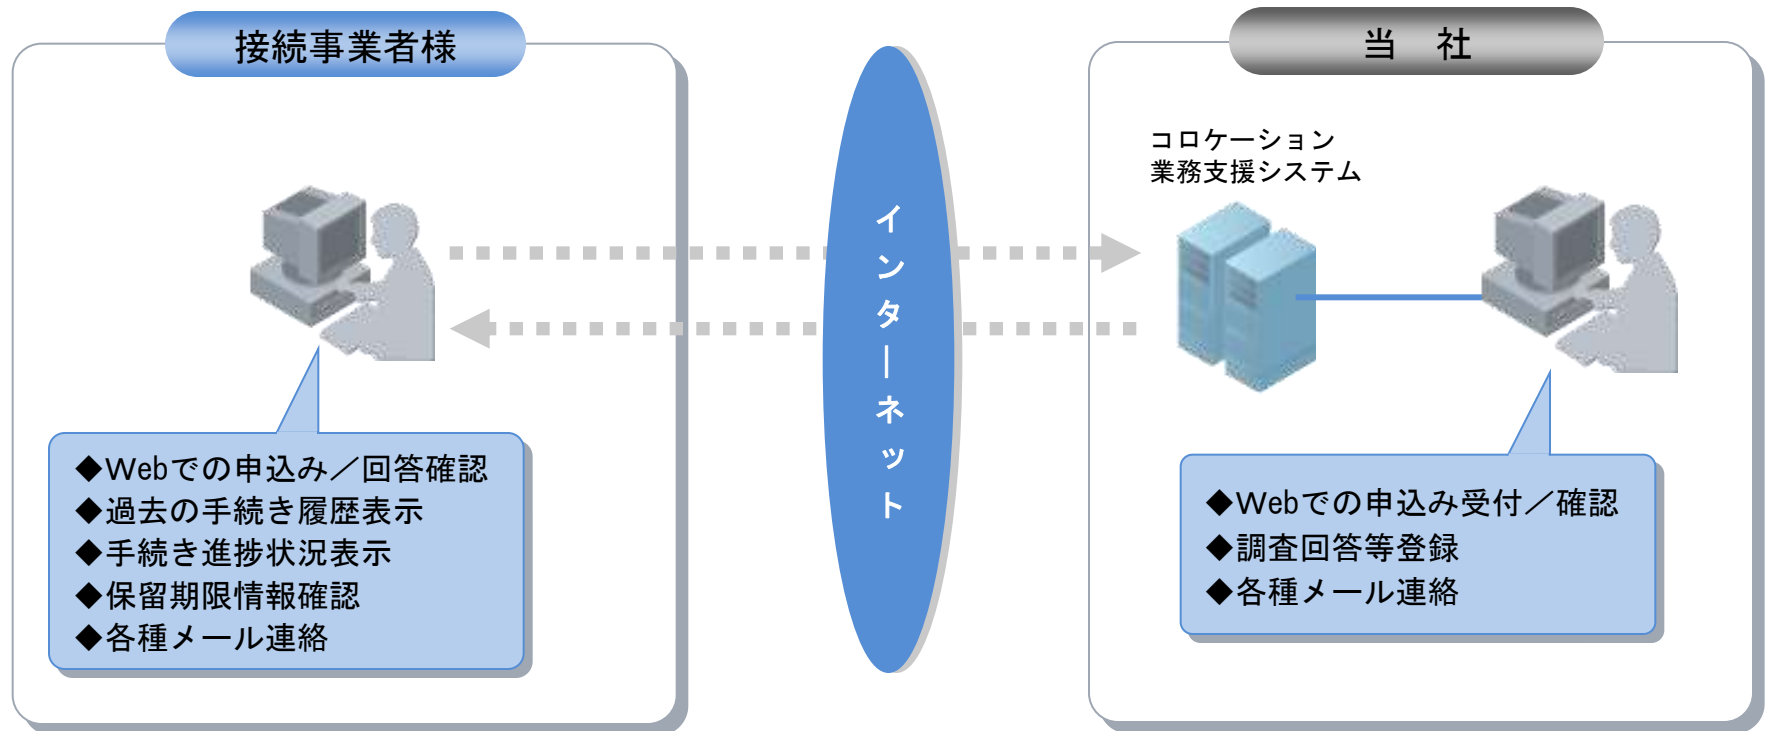 接続事業者様
◆Webでの申込み／回答確認
◆過去の手続き履歴表示
◆手続き進捗状況表示
◆保留期限情報確認
◆各種メール連絡
インターネット
当　社
コロケーション
業務支援システム
◆Webでの申込み受付／確認
◆調査回答等登録
◆各種メール連絡